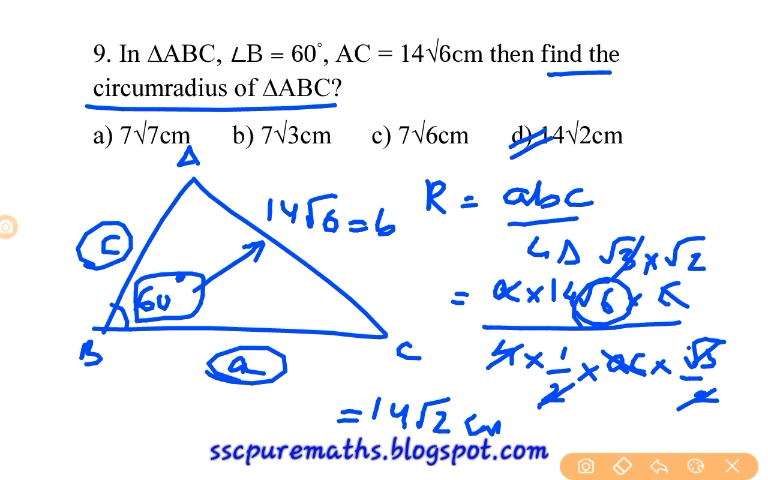 9. In ΔABC, ∠B = 60°, AC = 14√6cm then find the
circumradius of ΔABC?
a) 7√7cm b) 7√3cm c) 7√6cm d) 14√2cm
A
14√6 = b
R = abc
4Δ
√3 × √2
c
60°
= a × 14√6 × c
B
a
C
4 × 1/2 × ac × √3/2
= 14√2 cm
sscpuremaths.blogspot.com